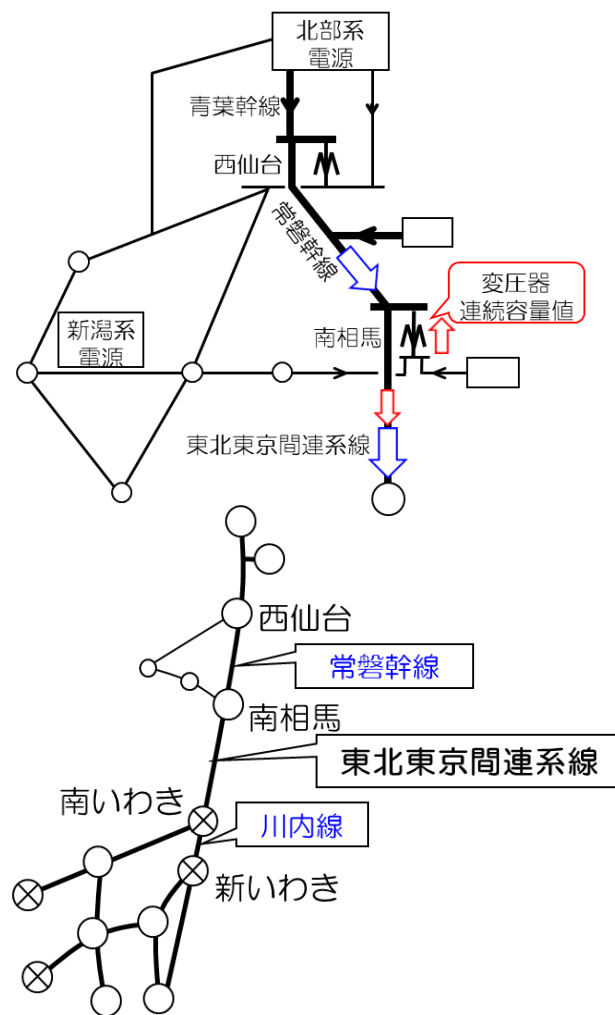 北部系
電源
青葉幹線
西仙台
常磐幹線
変圧器
連続容量値
新潟系
電源
南相馬
東北東京間連系線
西仙台
常磐幹線
南相馬
東北東京間連系線
南いわき
川内線
新いわき